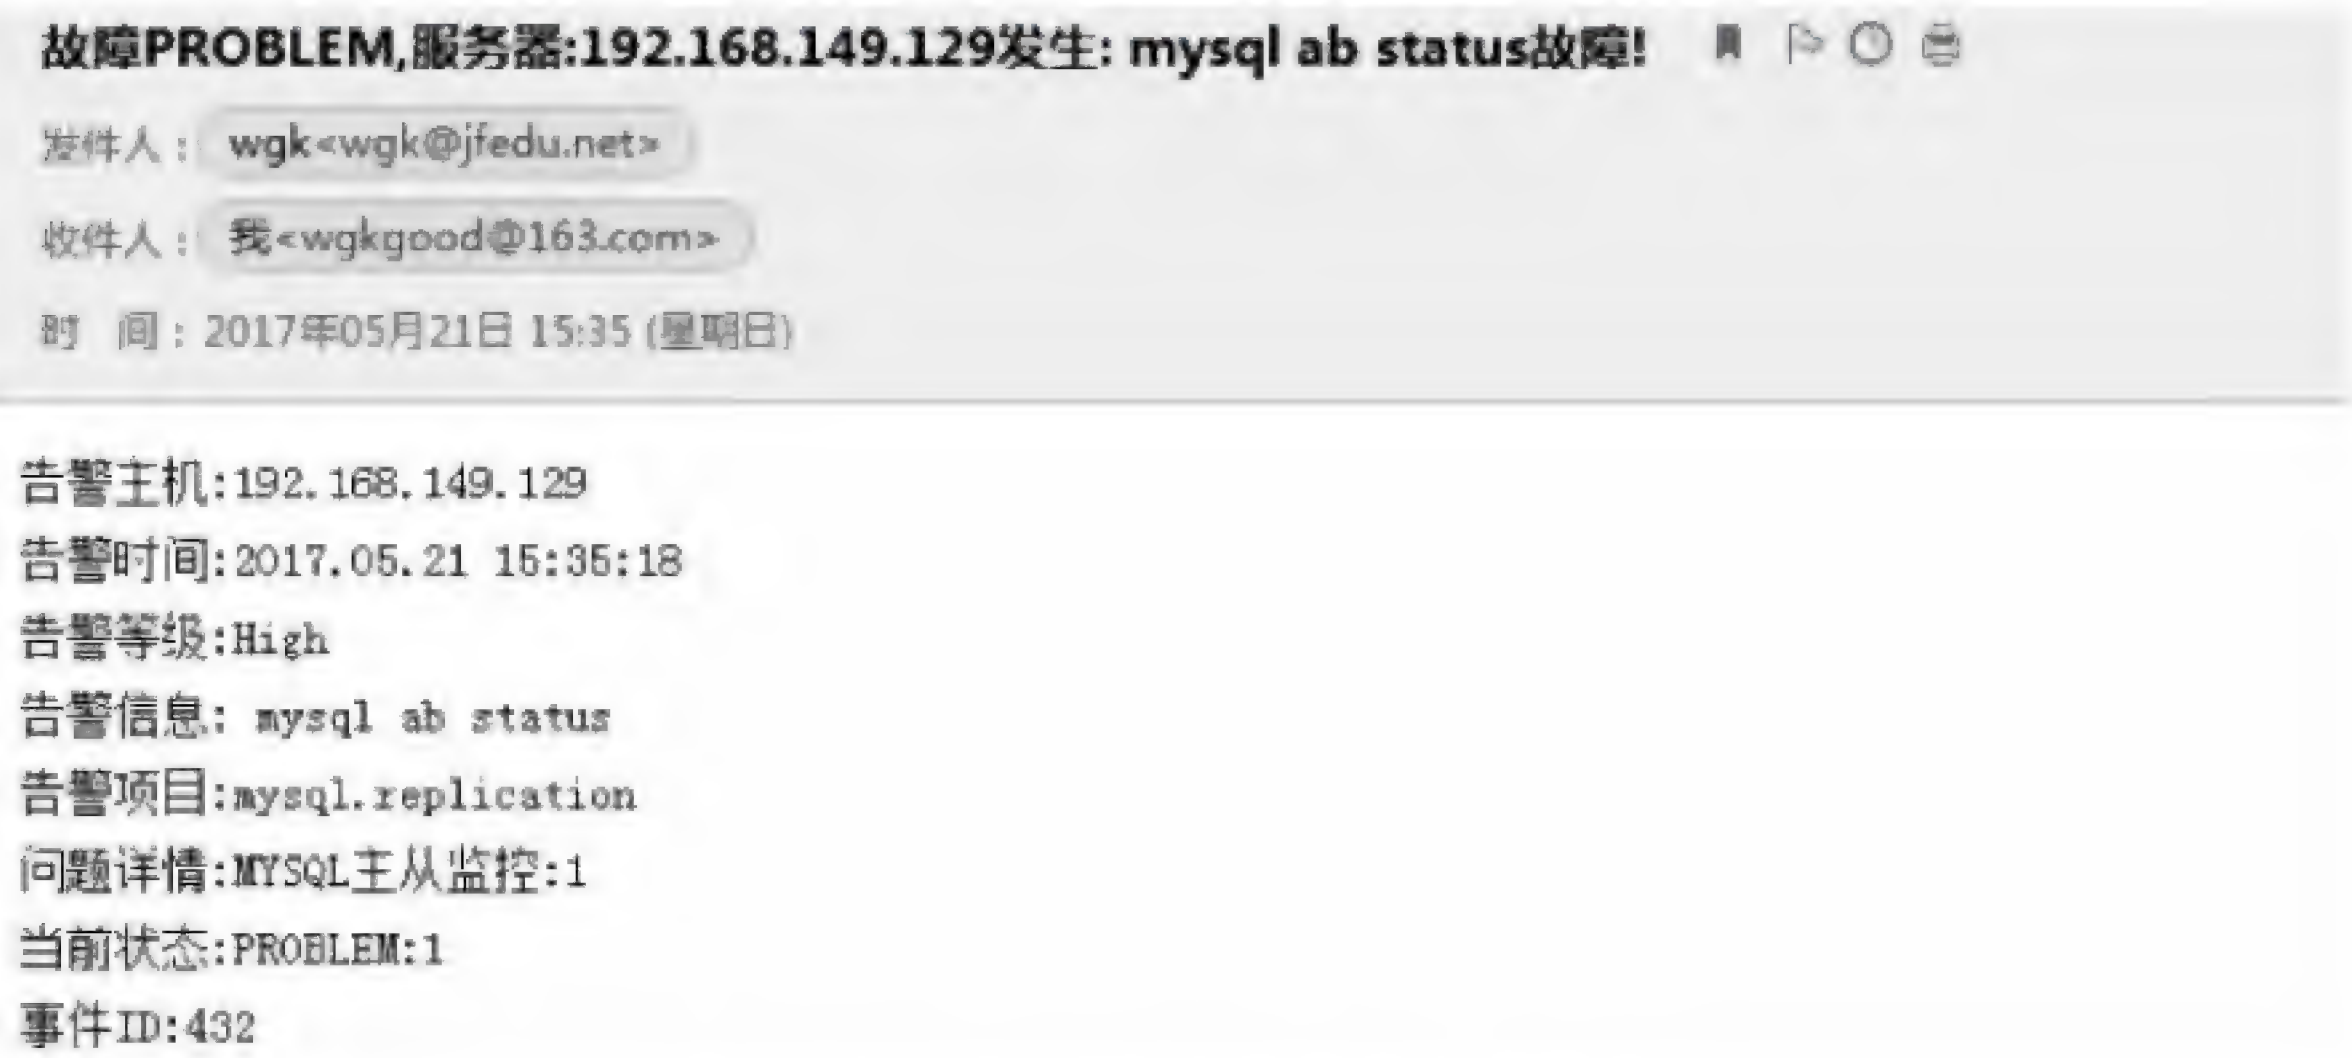 故障PROBLEM,服务器:192.168.149.129发生: mysql ab status故障!
发件人: wgk<wgk@jfedu.net>
收件人: 我<wgkgood@163.com>
时 间: 2017年05月21日 15:35 (星期日)
告警主机:192.168.149.129
告警时间:2017.05.21 15:35:18
告警等级:High
告警信息: mysql ab status
告警项目:mysql.replication
问题详情:MYSQL主从监控:1
当前状态:PROBLEM:1
事件ID:432